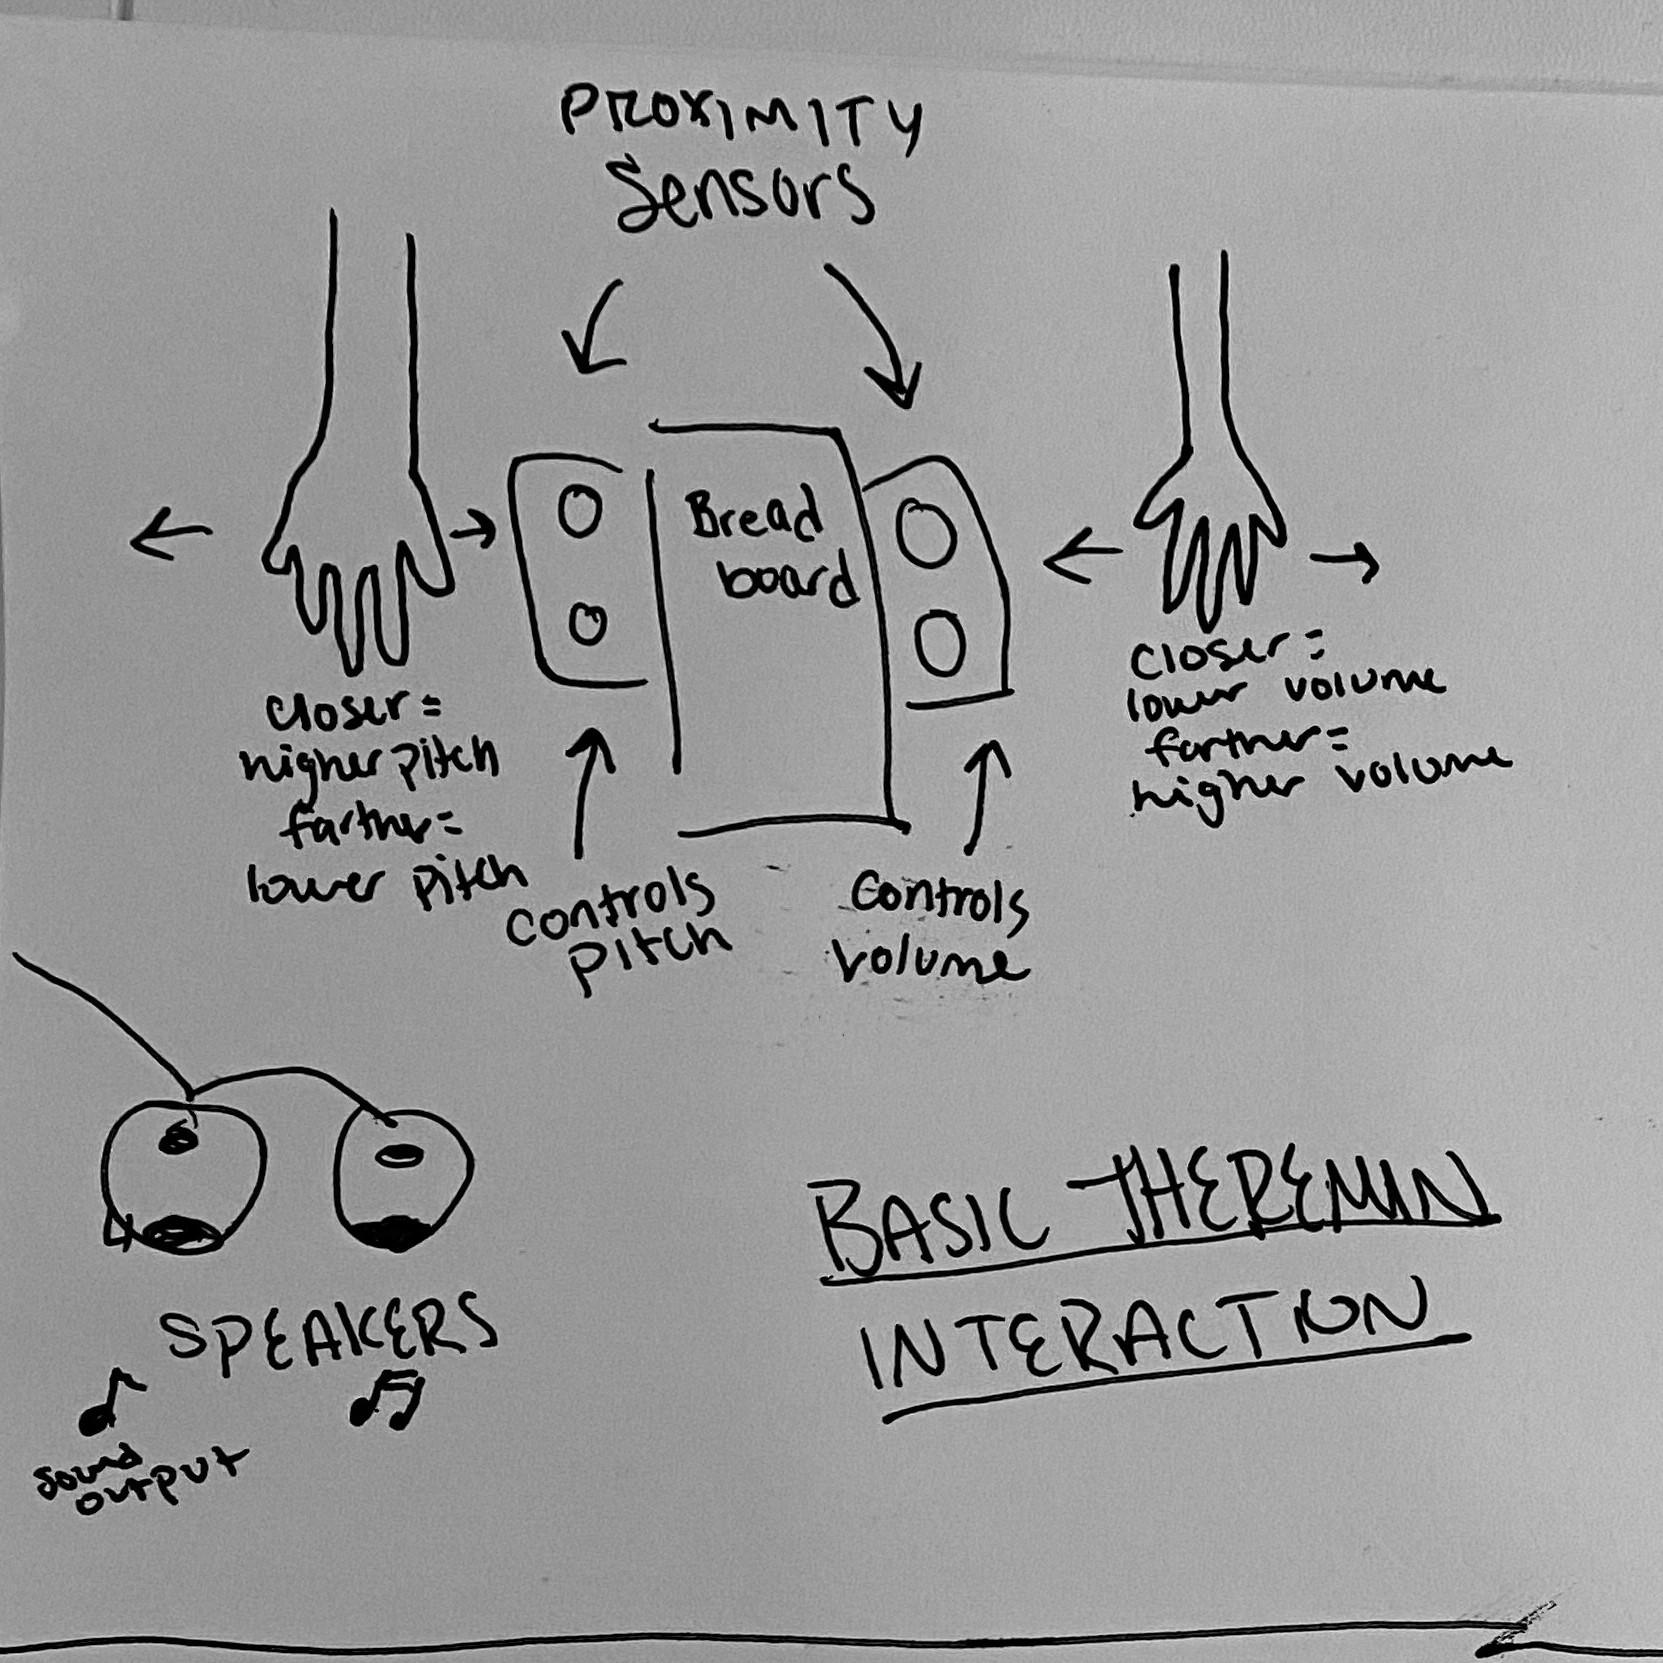 PROXIMITY
Sensors
Bread
board
closer =
higher pitch
farther =
lower pitch
controls
pitch
controls
volume
closer =
lower volume
farther =
higher volume
SPEAKERS
sound
output
BASIC THEREMIN
INTERACTION